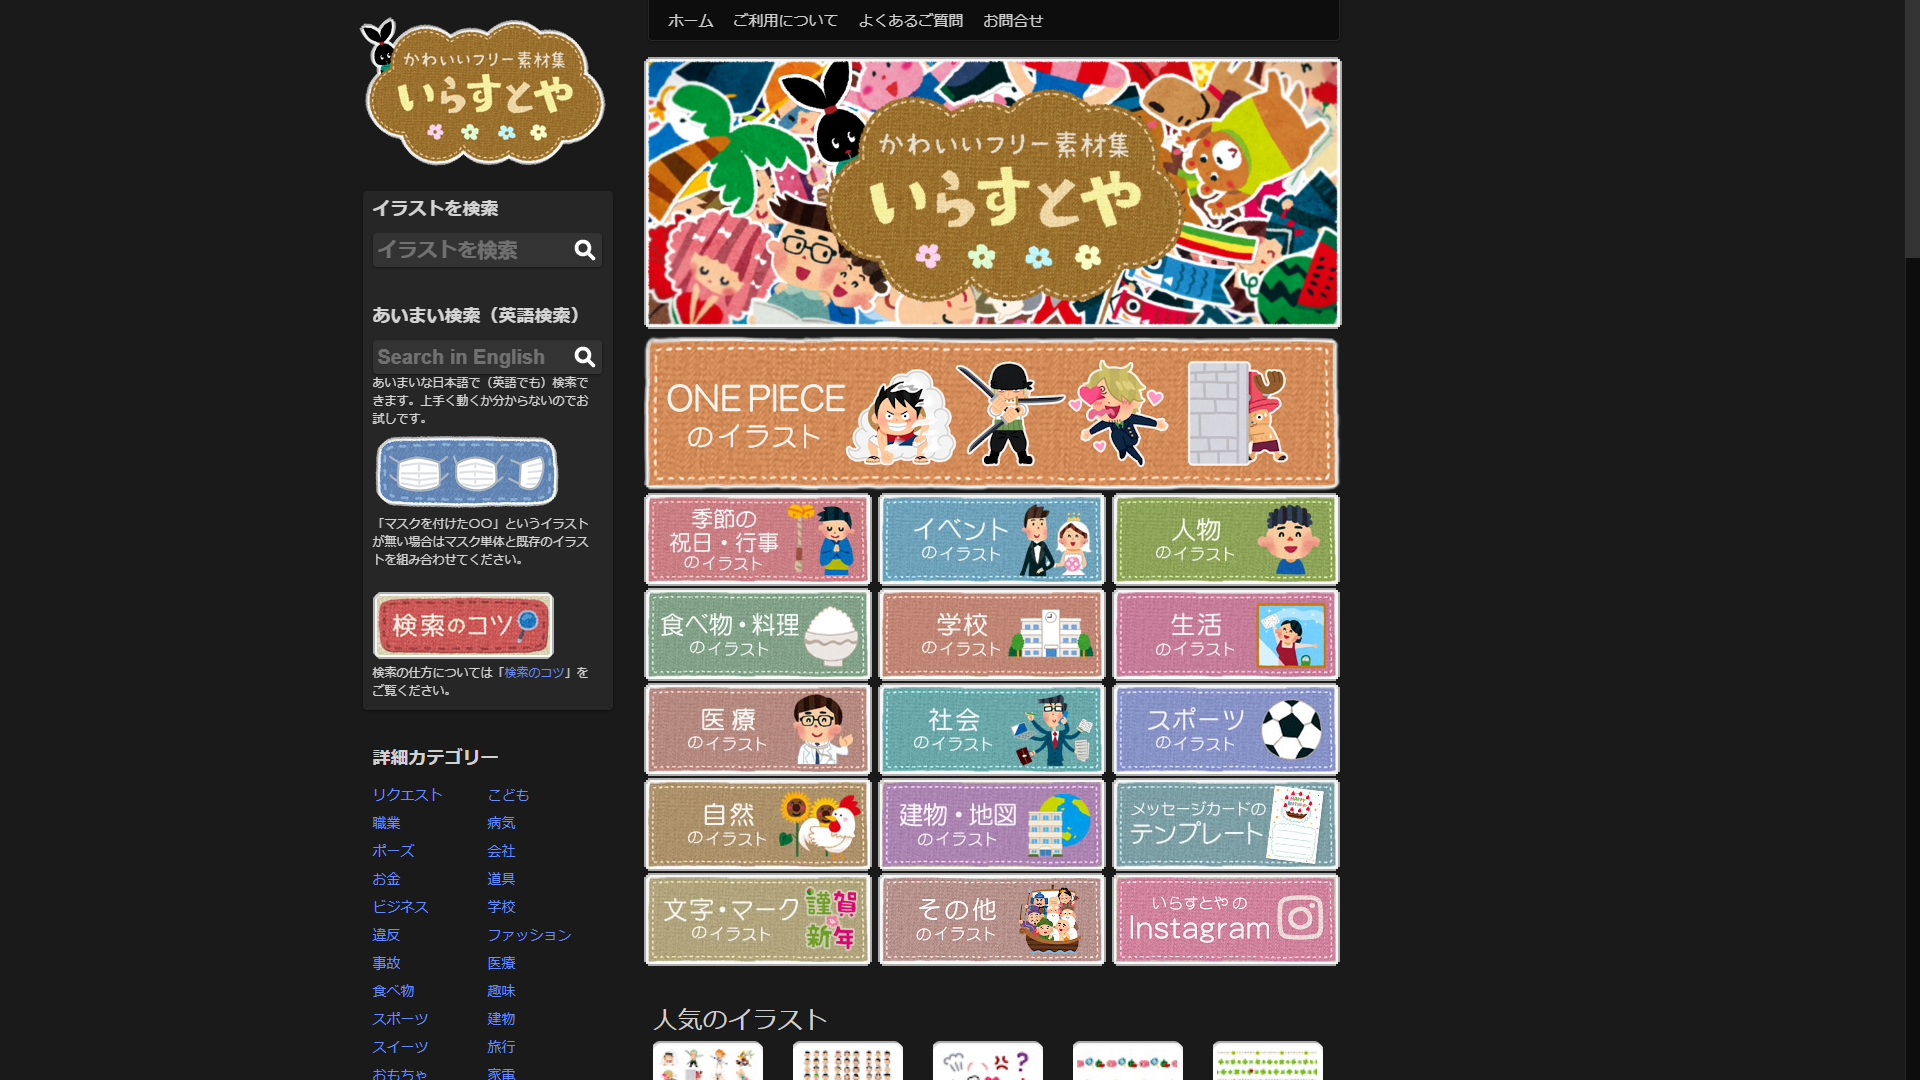 かわいいフリー素材集
いらすとや
イラストを検索
イラストを検索
あいまい検索（英語検索）
Search in English
あいまいな日本語で（英語でも）検索で
きます。上手く動くか分からないのでお
試しです。
「マスクを付けた〇〇」というイラスト
が無い場合はマスク単体と既存のイラス
トを組み合わせてください。
検索のコツ
検索の仕方については「検索のコツ」を
ご覧ください。
詳細カテゴリー
リクエスト こども
職業 病気
ポーズ 会社
お金 道具
ビジネス 学校
違反 ファッション
事故 医療
食べ物 趣味
スポーツ 建物
スイーツ 旅行
おもちゃ 家電
ホーム ご利用について よくあるご質問 お問合せ
かわいいフリー素材集
いらすとや
ONE PIECE
のイラスト
季節の
祝日・行事
のイラスト
イベント
のイラスト
人物
のイラスト
食べ物・料理
のイラスト
学校
のイラスト
生活
のイラスト
医療
のイラスト
社会
のイラスト
スポーツ
のイラスト
自然
のイラスト
建物・地図
のイラスト
メッセージカードの
テンプレート
文字・マーク
のイラスト
謹賀
新年
その他
のイラスト
いらすとやの
Instagram
人気のイラスト